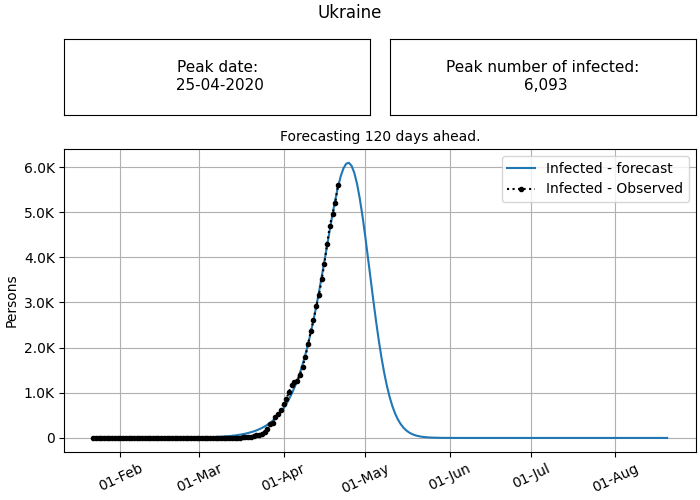 Ukraine
Peak date:
25-04-2020
Peak number of infected:
6,093
Forecasting 120 days ahead.
Infected - forecast
Infected - Observed
Persons
6.0K
5.0K
4.0K
3.0K
2.0K
1.0K
0
01-Feb
01-Mar
01-Apr
01-May
01-Jun
01-Jul
01-Aug